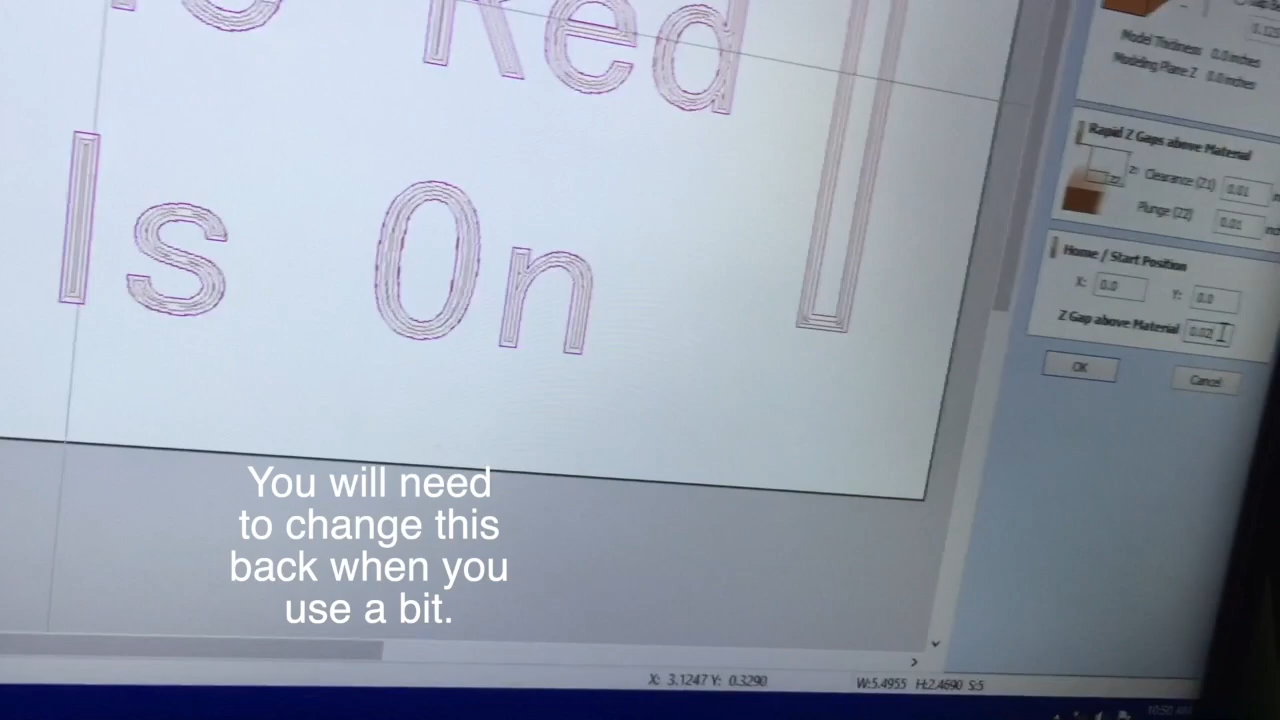 Red
Is On
Model Thickness 0.0 inches
Modeling Plane Z 0.0 inches
Rapid Z Gaps above Material
Clearance (Z1) 0.01
Plunge (Z2) 0.01
Home / Start Position
X: 0.0 Y: 0.0
Z Gap above Material 0.02
OK Cancel
You will need
to change this
back when you
use a bit.
X: 3.1247 Y: 0.3290 W:5.4955 H:2.4690 S:5